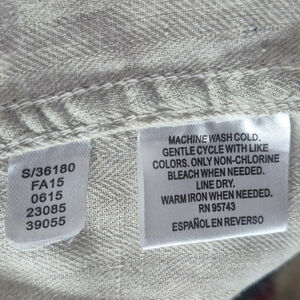 S/36180
FA15
0615
23085
39055
MACHINE WASH COLD.
GENTLE CYCLE WITH LIKE
COLORS. ONLY NON-CHLORINE
BLEACH WHEN NEEDED.
LINE DRY.
WARM IRON WHEN NEEDED.
RN 95743
ESPAÑOL EN REVERSO